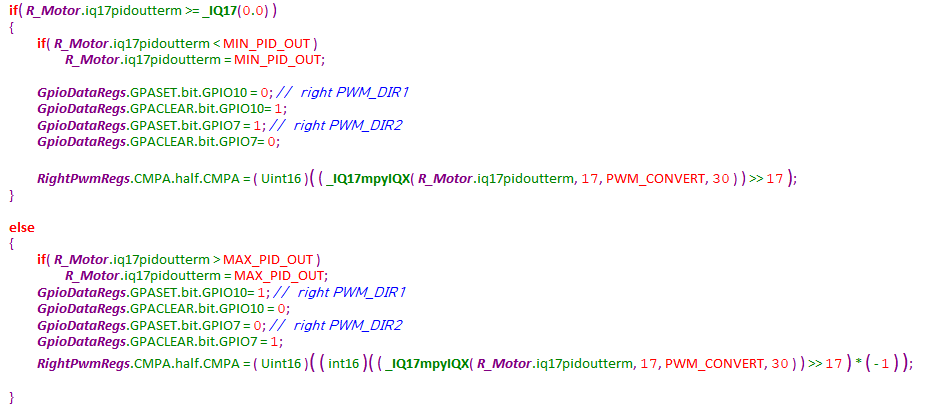 if( R_Motor.iq17pidoutterm >= _IQ17(0.0) )
{
if( R_Motor.iq17pidoutterm < MIN_PID_OUT )
R_Motor.iq17pidoutterm = MIN_PID_OUT;
GpioDataRegs.GPASET.bit.GPIO10 = 0; // right PWM_DIR1
GpioDataRegs.GPACLEAR.bit.GPIO10= 1;
GpioDataRegs.GPASET.bit.GPIO7 = 1; // right PWM_DIR2
GpioDataRegs.GPACLEAR.bit.GPIO7= 0;
RightPwmRegs.CMPA.half.CMPA = ( Uint16 )( ( _IQ17mpyIQX( R_Motor.iq17pidoutterm, 17, PWM_CONVERT, 30 ) ) >> 17 );
}
else
{
if( R_Motor.iq17pidoutterm > MAX_PID_OUT )
R_Motor.iq17pidoutterm = MAX_PID_OUT;
GpioDataRegs.GPASET.bit.GPIO10= 1; // right PWM_DIR1
GpioDataRegs.GPACLEAR.bit.GPIO10 = 0;
GpioDataRegs.GPASET.bit.GPIO7 = 0; // right PWM_DIR2
GpioDataRegs.GPACLEAR.bit.GPIO7 = 1;
RightPwmRegs.CMPA.half.CMPA = ( Uint16 )( ( int16 )( ( _IQ17mpyIQX( R_Motor.iq17pidoutterm, 17, PWM_CONVERT, 30 ) ) >> 17 ) * ( - 1 ) );
}